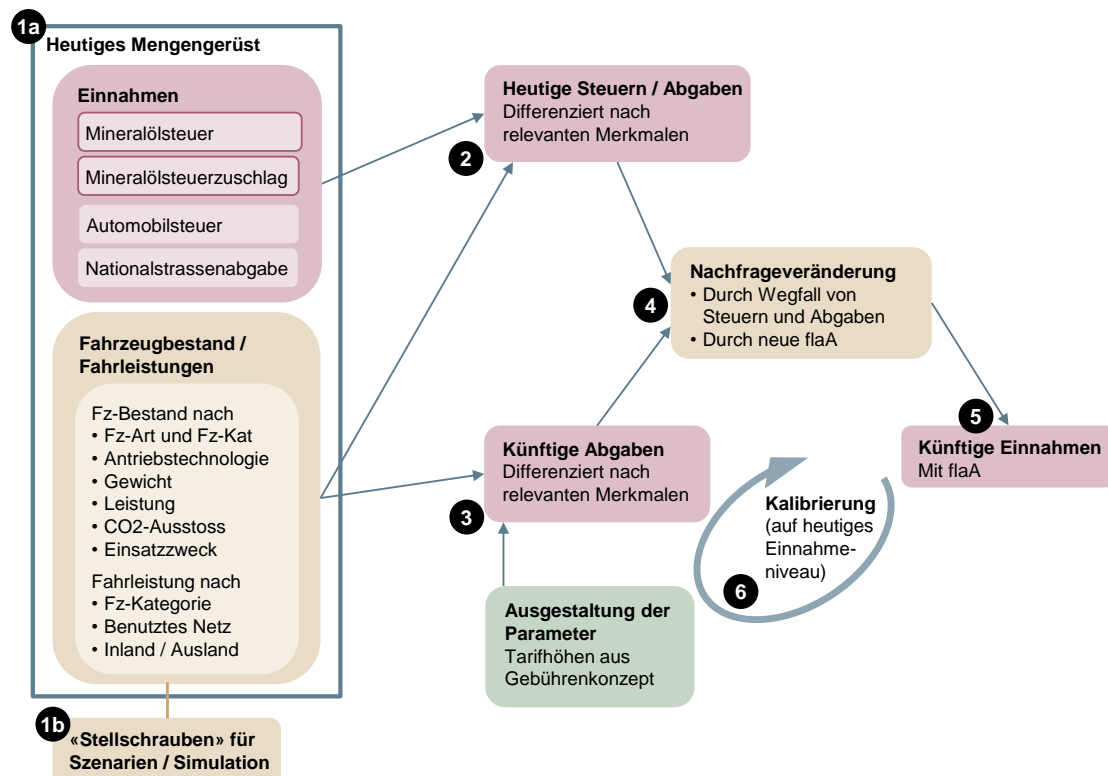 1a
Heutiges Mengengerüst
Einnahmen
Mineralölsteuer
Mineralölsteuerzuschlag
Automobilsteuer
Nationalstrassenabgabe
Fahrzeugbestand /
Fahrleistungen
Fz-Bestand nach
• Fz-Art und Fz-Kat
• Antriebstechnologie
• Gewicht
• Leistung
• CO2-Ausstoss
• Einsatzzweck
Fahrleistung nach
• Fz-Kategorie
• Benutztes Netz
• Inland / Ausland
1b
«Stellschrauben» für
Szenarien / Simulation
Heutige Steuern / Abgaben
Differenziert nach
relevanten Merkmalen
2
Künftige Abgaben
Differenziert nach
relevanten Merkmalen
3
Ausgestaltung der
Parameter
Tarifhöhen aus
Gebührenkonzept
Nachfrageveränderung
• Durch Wegfall von
Steuern und Abgaben
• Durch neue flaA
4
5
Künftige Einnahmen
Mit flaA
Kalibrierung
(auf heutiges
Einnahme-
niveau)
6